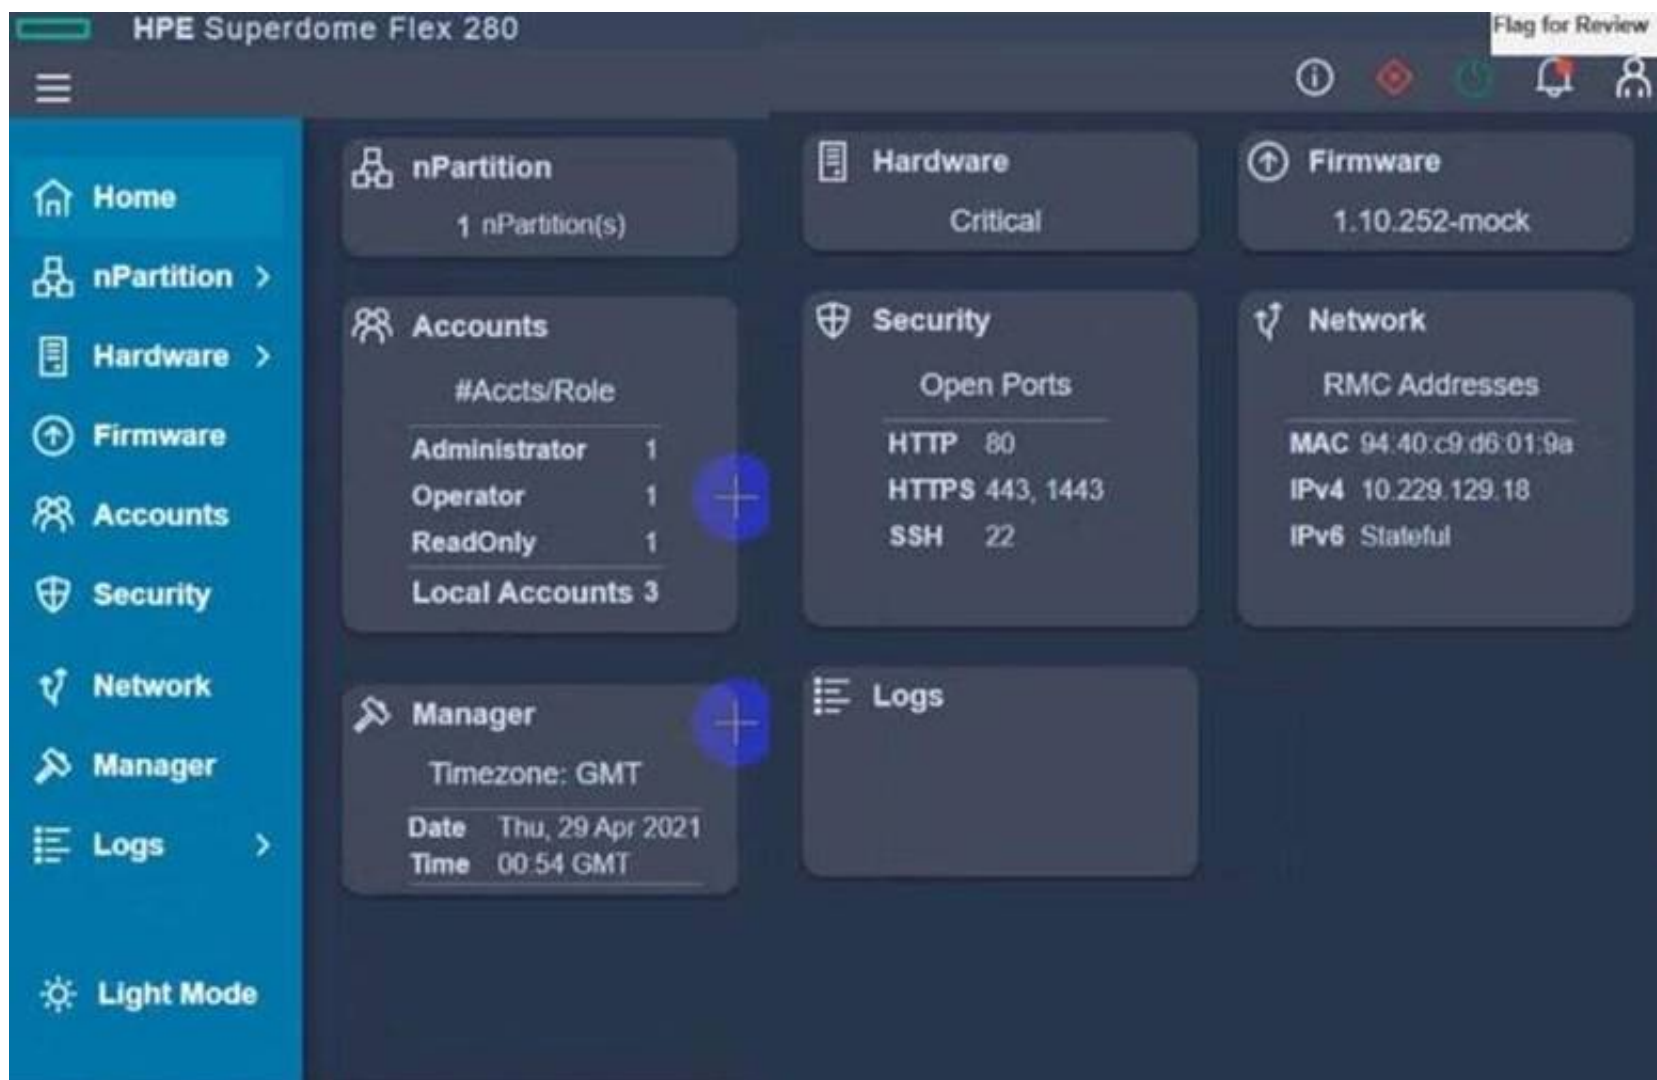 HPE Superdome Flex 280
Flag for Review
Home
nPartition
Hardware
Firmware
Accounts
Security
Network
Manager
Logs
Light Mode
nPartition
1 nPartition(s)
Hardware
Critical
Firmware
1.10.252-mock
Accounts
#Accts/Role
Administrator 1
Operator 1
ReadOnly 1
Local Accounts 3
Security
Open Ports
HTTP 80
HTTPS 443, 1443
SSH 22
Network
RMC Addresses
MAC 94:40:c9:d6:01:9a
IPv4 10.229.129.18
IPv6 Stateful
Manager
Timezone: GMT
Date Thu, 29 Apr 2021
Time 00:54 GMT
Logs